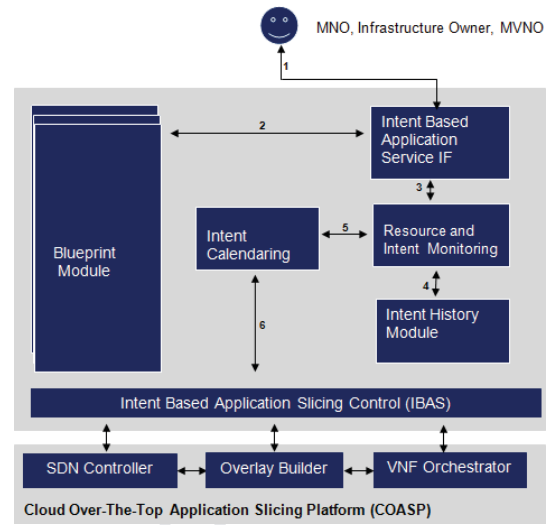 MNO, Infrastructure Owner, MVNO
1
Intent Based
Application
Service IF
2
3
Blueprint
Module
Intent
Calendaring
5
Resource and
Intent Monitoring
4
Intent History
Module
6
Intent Based Application Slicing Control (IBAS)
SDN Controller
Overlay Builder
VNF Orchestrator
Cloud Over-The-Top Application Slicing Platform (COASP)